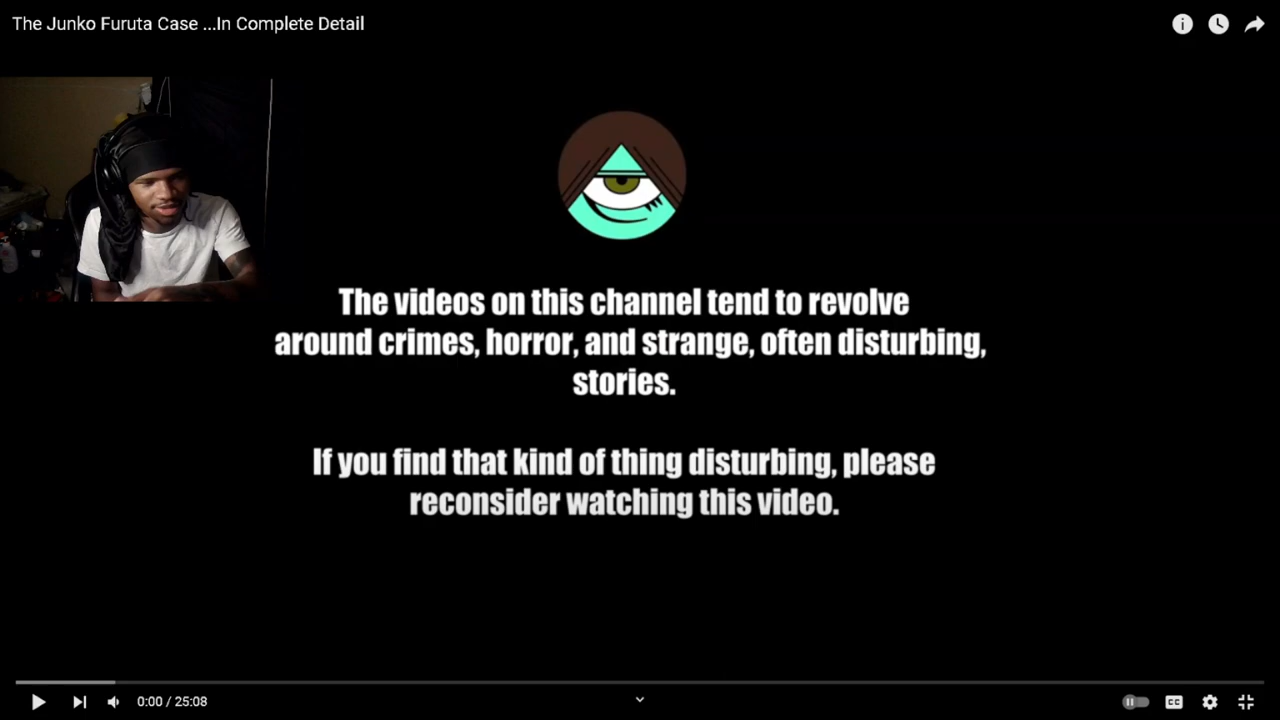 The Junko Furuta Case ...In Complete Detail
The videos on this channel tend to revolve
around crimes, horror, and strange, often disturbing,
stories.
If you find that kind of thing disturbing, please
reconsider watching this video.
0:00 / 25:08
CC